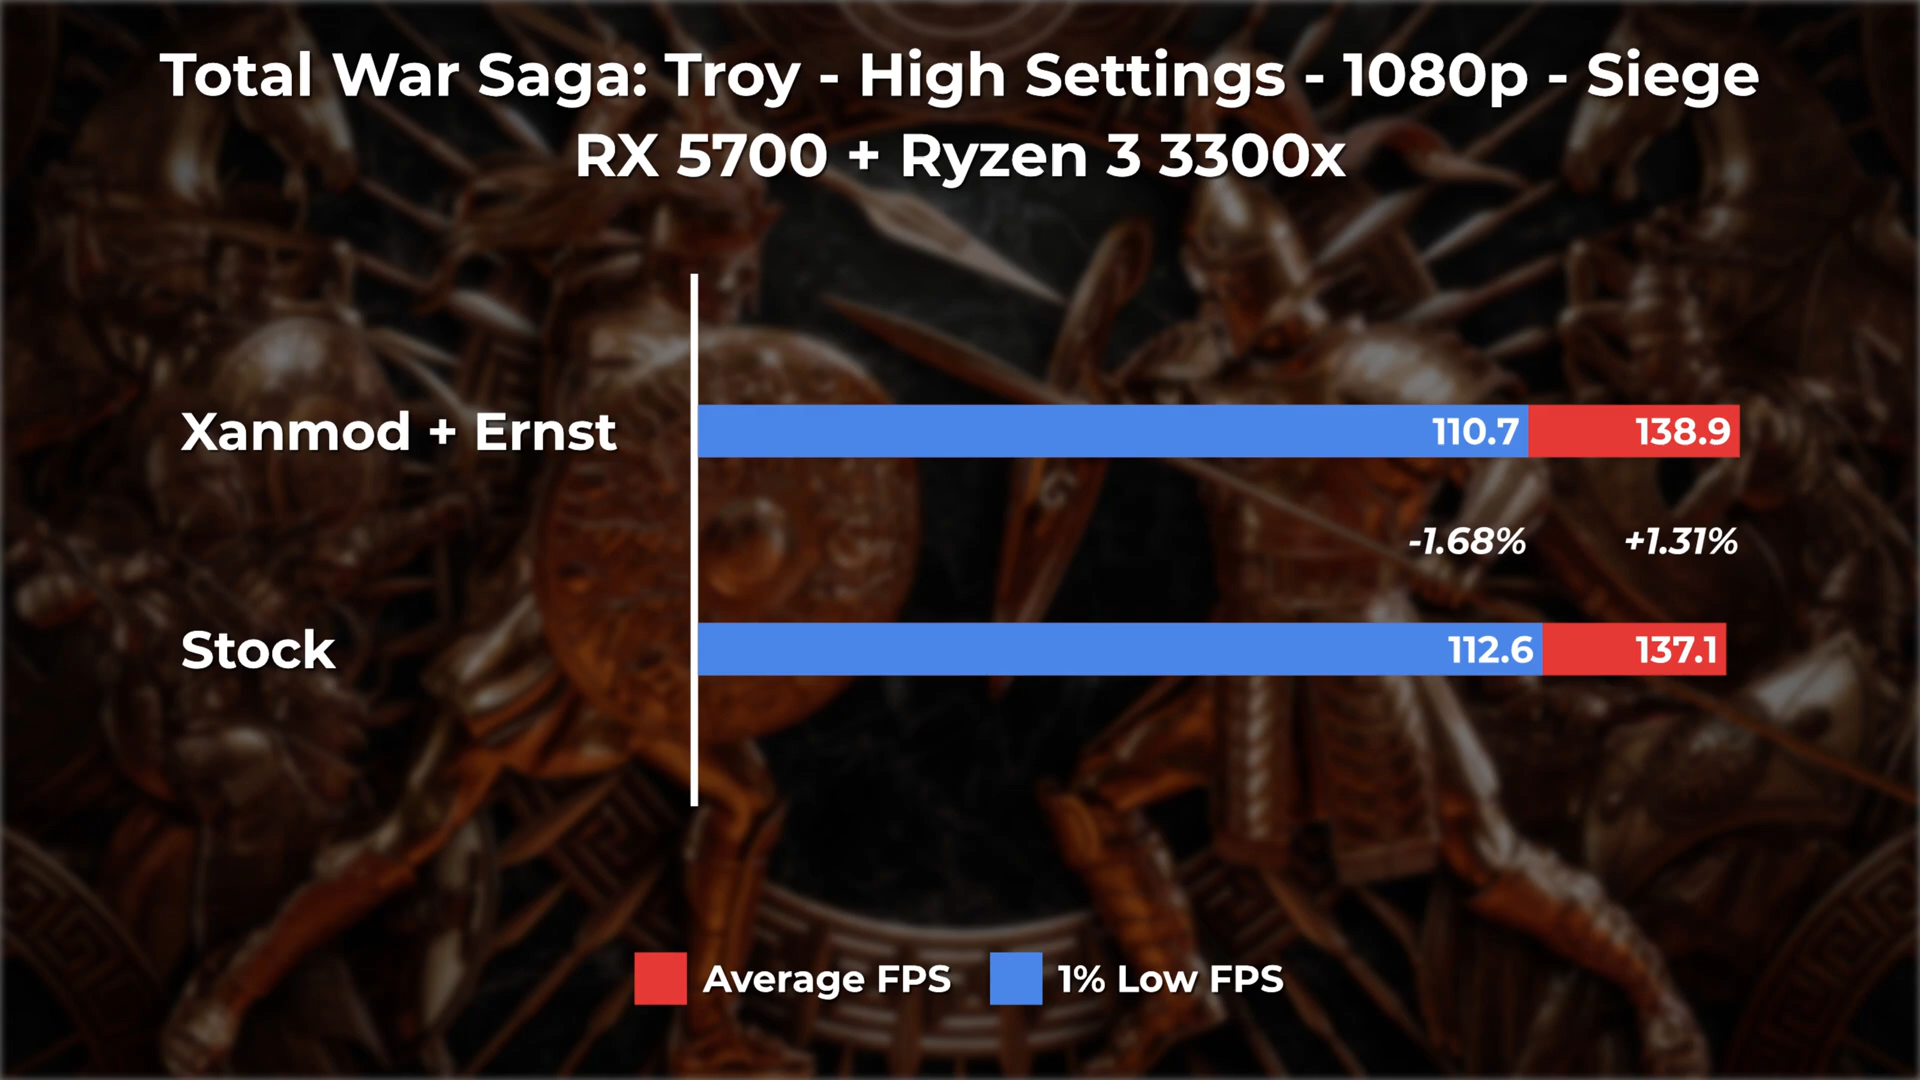 Total War Saga: Troy - High Settings - 1080p - Siege
RX 5700 + Ryzen 3 3300x
Xanmod + Ernst 110.7 138.9
-1.68% +1.31%
Stock 112.6 137.1
Average FPS 1% Low FPS